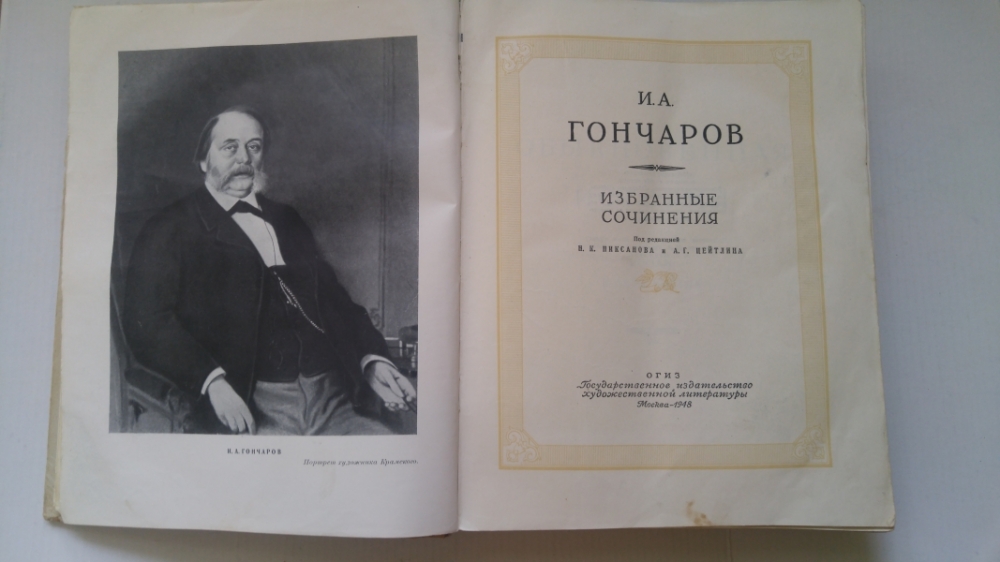 И.А.ГОНЧАРОВ
Портрет художника Крамского.
И.А.
ГОНЧАРОВ
ИЗБРАННЫЕ
СОЧИНЕНИЯ
Под редакцией
Н. К. ПИКСАНОВА и А. Г. ЦЕЙТЛИНА
ОГИЗ
Государственное издательство
художественной литературы
Москва-1948